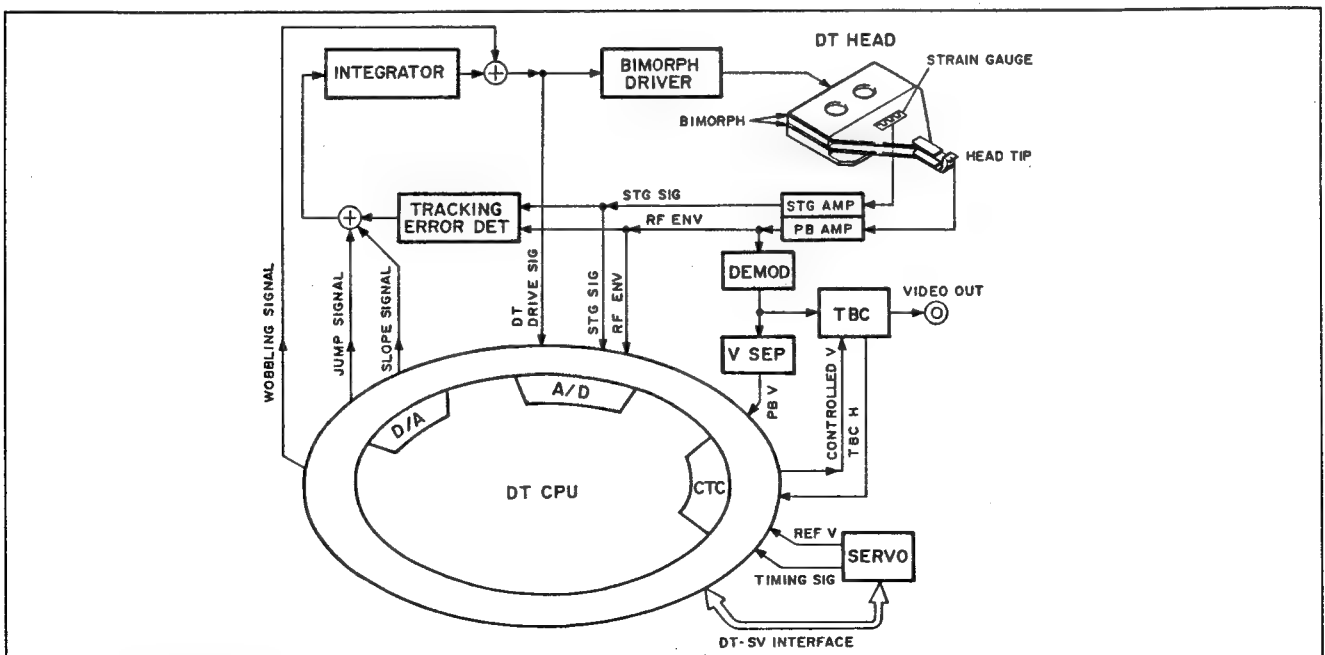 DT HEAD
STRAIN GAUGE
INTEGRATOR
+
BIMORPH
DRIVER
BIMORPH
HEAD TIP
STG SIG
STG AMP
TRACKING
ERROR DET
RF ENV
PB AMP
+
DEMOD
WOBBLING SIGNAL
JUMP SIGNAL
SLOPE SIGNAL
DT
DRIVE SIG
STG SIG
RF ENV
VIDEO OUT
TBC
V SEP
PB V
CONTROLLED V
TBC H
A/D
D/A
DT CPU
CTC
REF V
SERVO
TIMING SIG
DT-SV INTERFACE